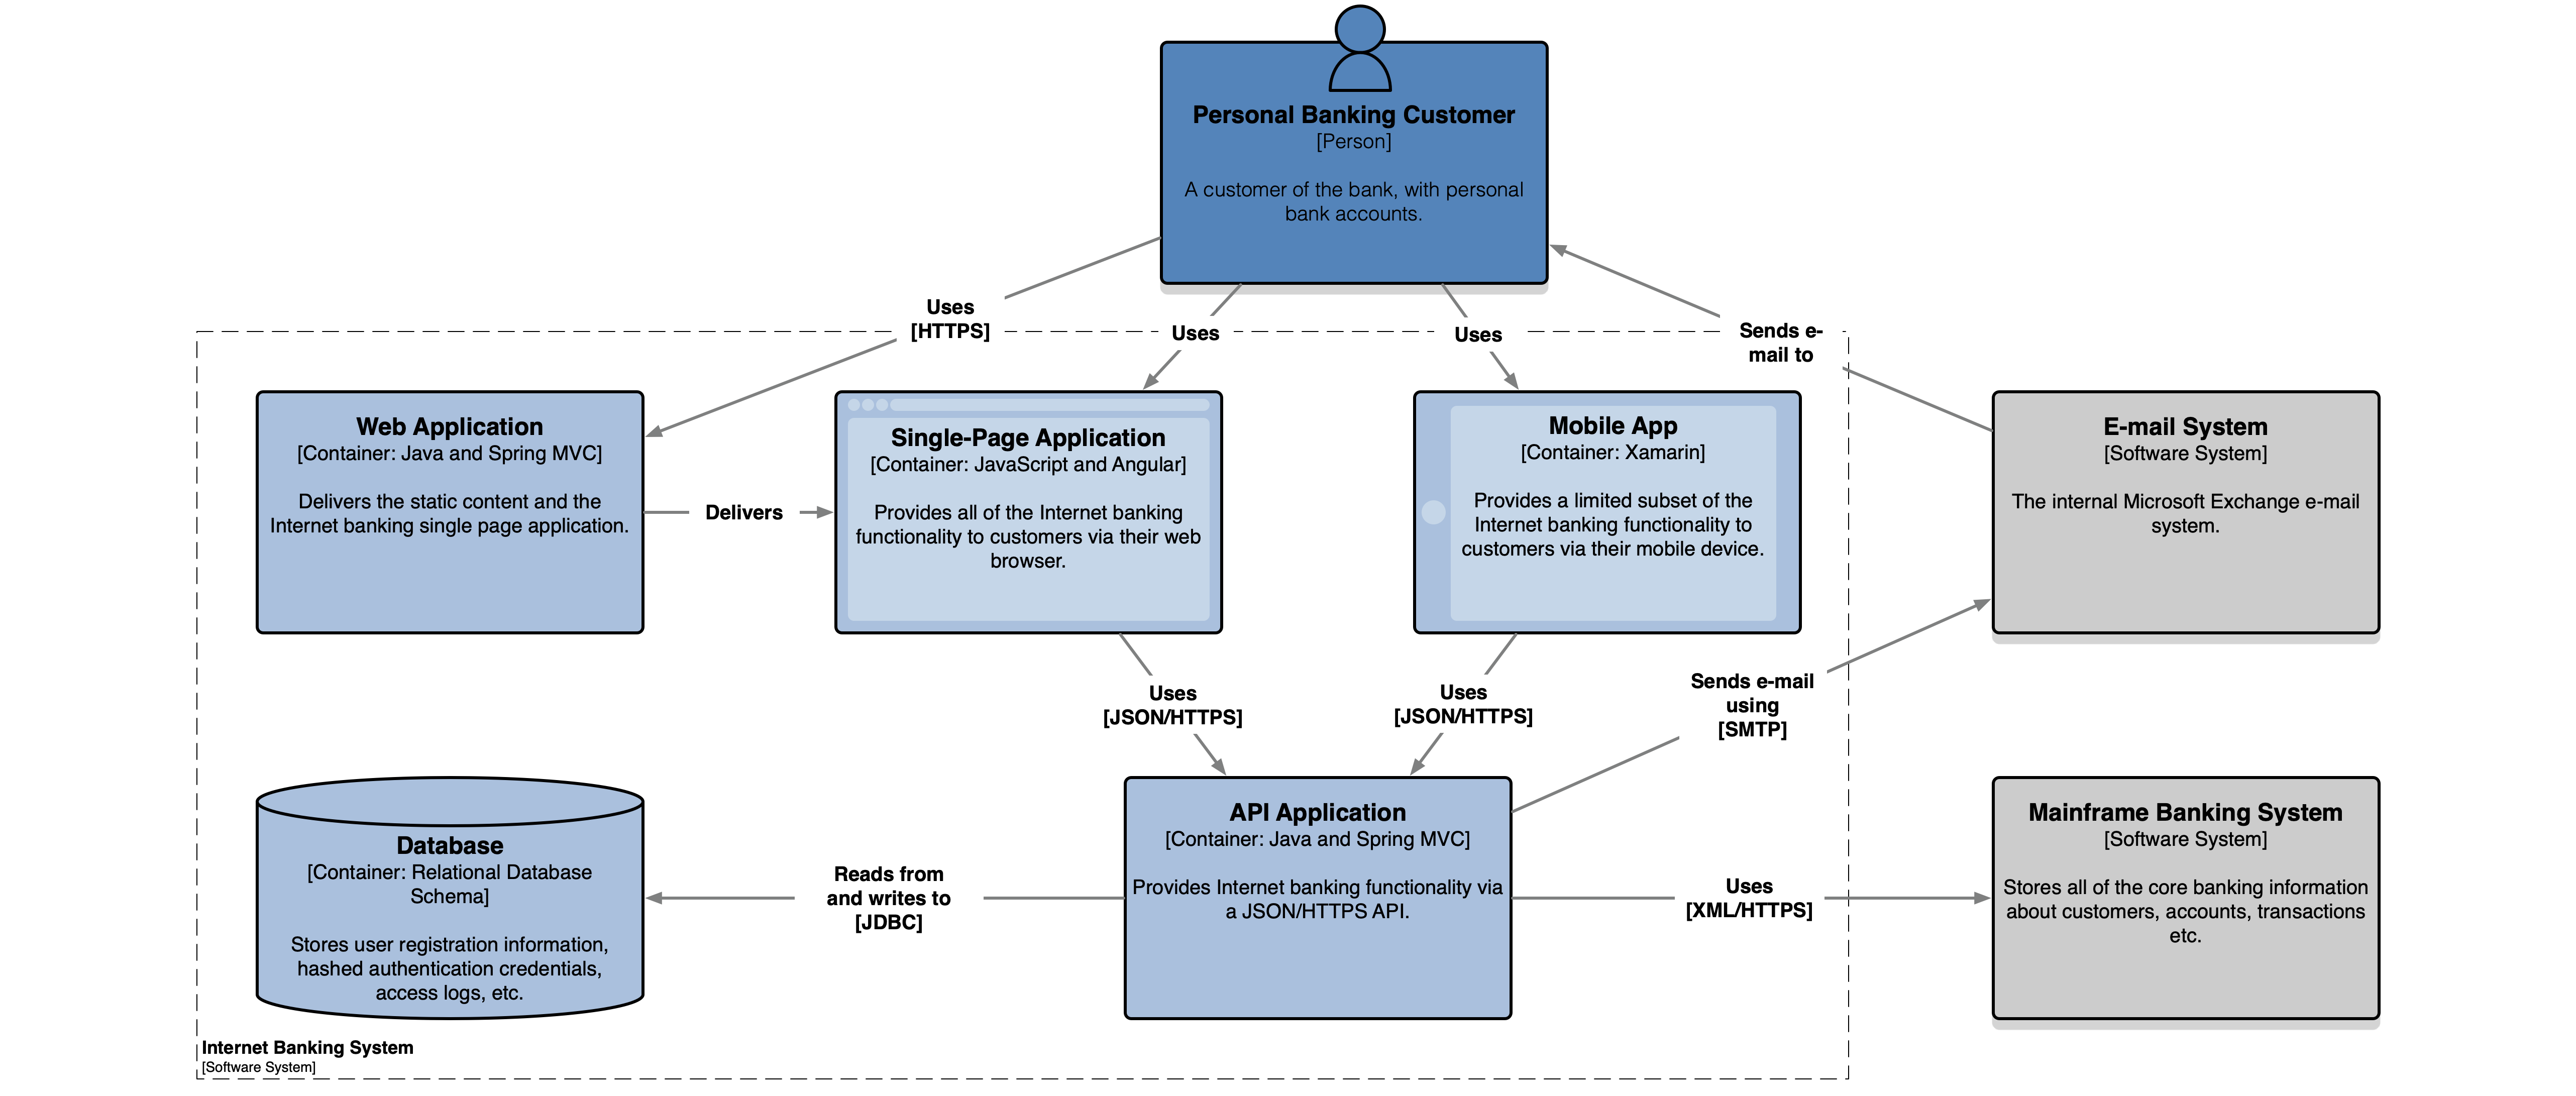 Personal Banking Customer
[Person]
A customer of the bank, with personal
bank accounts.
Uses
[HTTPS]
Uses
Uses
Sends e-
mail to
Web Application
[Container: Java and Spring MVC]
Delivers the static content and the
Internet banking single page application.
Delivers
Single-Page Application
[Container: JavaScript and Angular]
Provides all of the Internet banking
functionality to customers via their web
browser.
Mobile App
[Container: Xamarin]
Provides a limited subset of the
Internet banking functionality to
customers via their mobile device.
E-mail System
[Software System]
The internal Microsoft Exchange e-mail
system.
Uses
[JSON/HTTPS]
Uses
[JSON/HTTPS]
Sends e-mail
using
[SMTP]
Database
[Container: Relational Database
Schema]
Stores user registration information,
hashed authentication credentials,
access logs, etc.
Reads from
and writes to
[JDBC]
API Application
[Container: Java and Spring MVC]
Provides Internet banking functionality via
a JSON/HTTPS API.
Uses
[XML/HTTPS]
Mainframe Banking System
[Software System]
Stores all of the core banking information
about customers, accounts, transactions
etc.
Internet Banking System
[Software System]